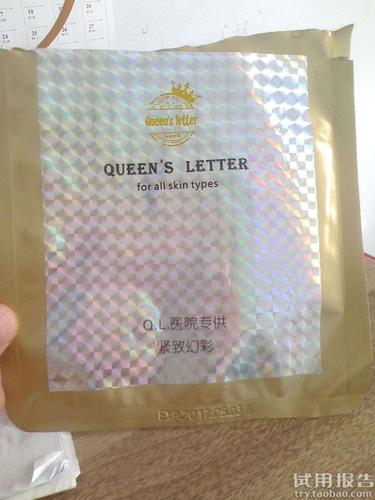 Queen's letter
QUEEN'S LETTER
for all skin types
Q.L.医院专供
紧致幻彩
EXP.2017.05.03
试用报告
try.taobao.com